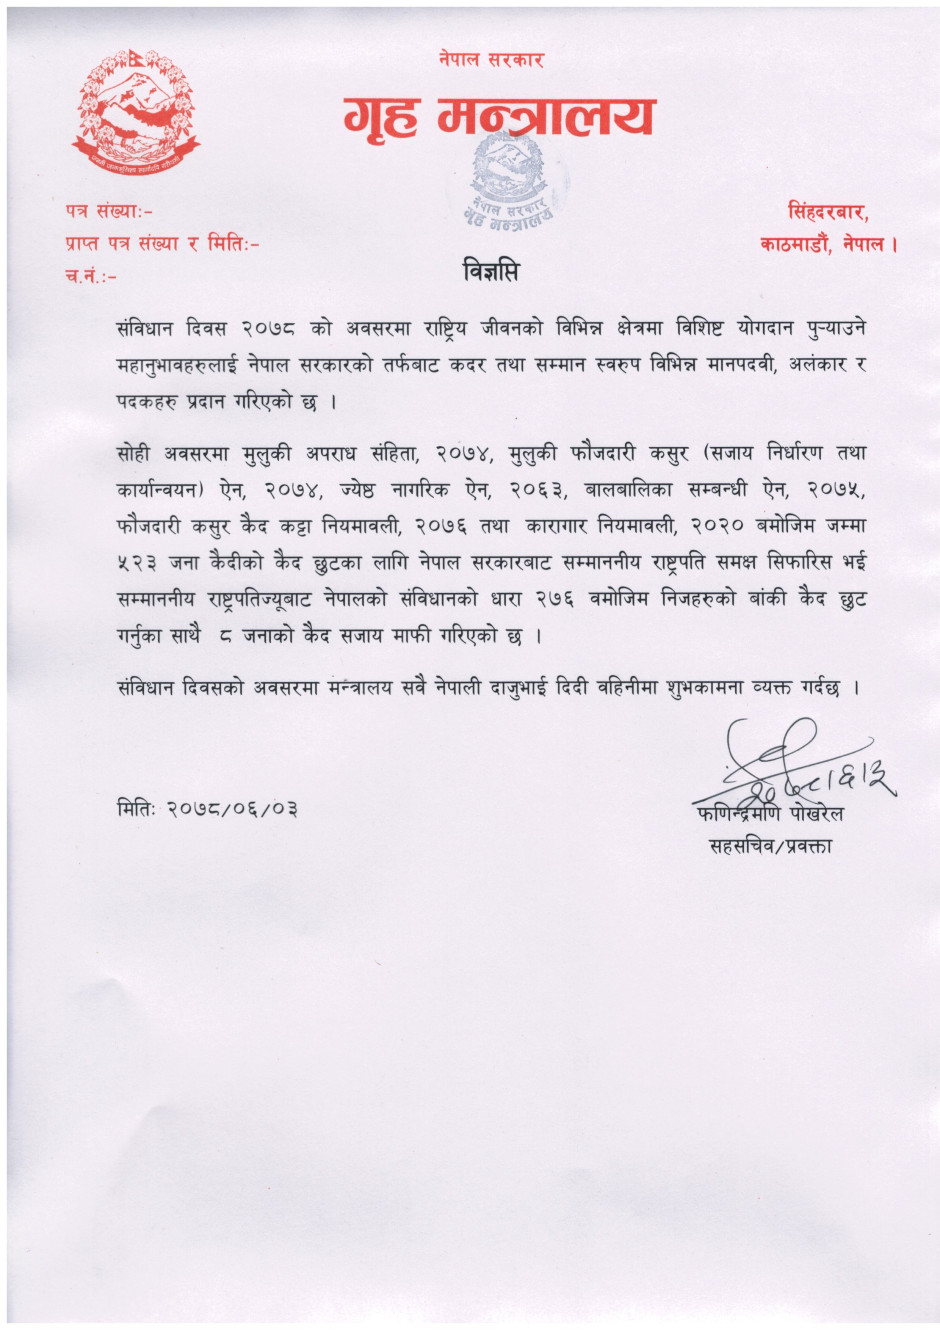 नेपाल सरकार
गृह मन्त्रालय
नेपाल सरकार
गृह मन्त्रालय
पत्र संख्याः-
सिंहदरबार,
प्राप्त पत्र संख्या र मितिः-
काठमाडौं, नेपाल ।
च.नं.:-
विज्ञप्ति
संविधान दिवस २०७८ को अवसरमा राष्ट्रिय जीवनको विभिन्न क्षेत्रमा विशिष्ट योगदान पुर्‍याउने
महानुभावहरुलाई नेपाल सरकारको तर्फबाट कदर तथा सम्मान स्वरुप विभिन्न मानपदवी, अलंकार र
पदकहरु प्रदान गरिएको छ ।
सोही अवसरमा मुलुकी अपराध संहिता, २०७४, मुलुकी फौजदारी कसुर (सजाय निर्धारण तथा
कार्यान्वयन) ऐन, २०७४, ज्येष्ठ नागरिक ऐन, २०६३, बालबालिका सम्बन्धी ऐन, २०७५,
फौजदारी कसुर कैद कट्टा नियमावली, २०७६ तथा कारागार नियमावली, २०२० बमोजिम जम्मा
५२३ जना कैदीको कैद छुटका लागि नेपाल सरकारबाट सम्माननीय राष्ट्रपति समक्ष सिफारिस भई
सम्माननीय राष्ट्रपतिज्यूबाट नेपालको संविधानको धारा २७६ वमोजिम निजहरुको बांकी कैद छुट
गर्नुका साथै ८ जनाको कैद सजाय माफी गरिएको छ ।
संविधान दिवसको अवसरमा मन्त्रालय सवै नेपाली दाजुभाई दिदी वहिनीमा शुभकामना व्यक्त गर्दछ ।
२०७८।६।३
मितिः २०७८/०६/०३
फणिन्द्रमणि पोखरेल
सहसचिव/प्रवक्ता